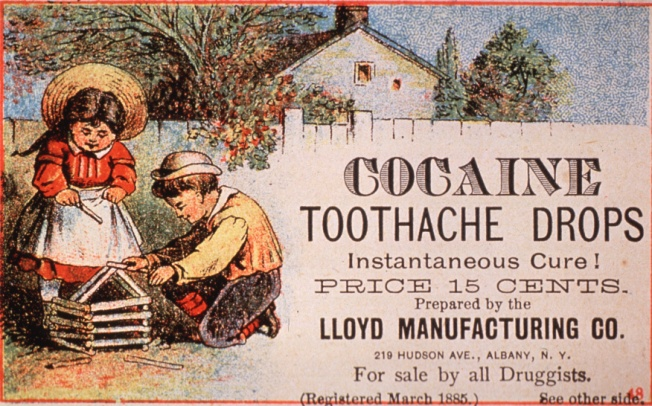 COCAINE
TOOTHACHE DROPS
Instantaneous Cure!
PRICE 15 CENTS.
Prepared by the
LLOYD MANUFACTURING CO.
219 HUDSON AVE., ALBANY, N. Y.
For sale by all Druggists.
(Registered March 1885.) See other side.
48